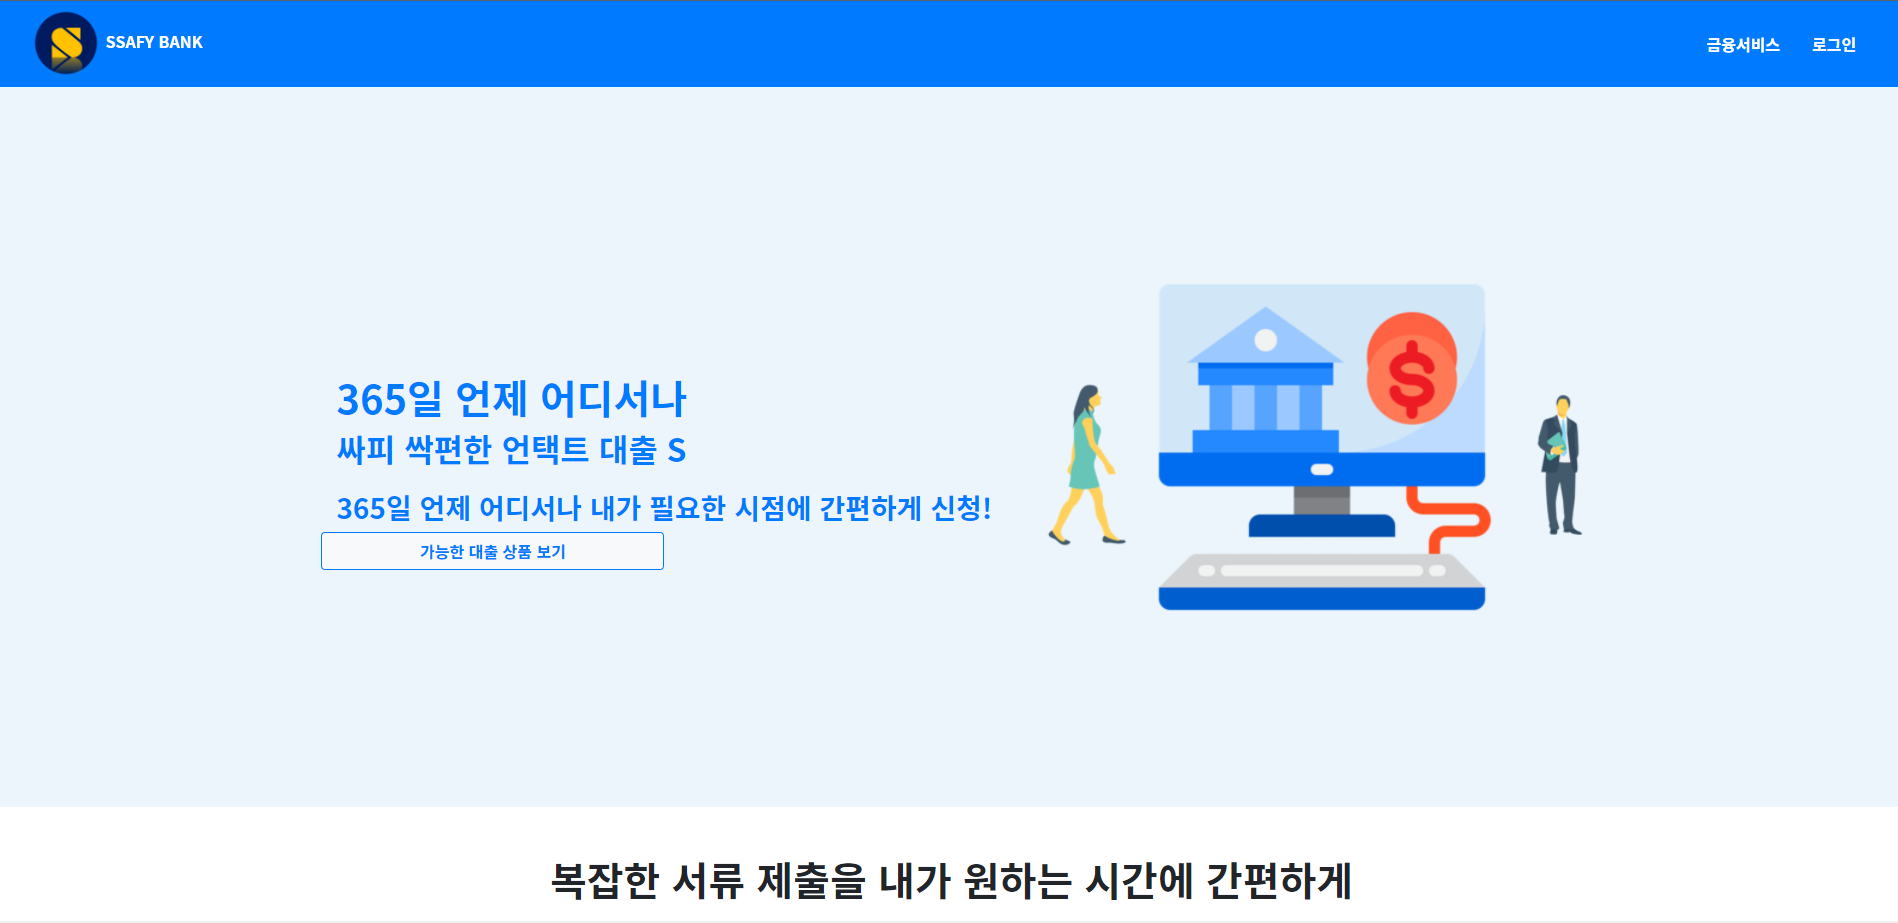 SSAFY BANK
금융서비스 로그인
365일 언제 어디서나
싸피 싹편한 언택트 대출 S
365일 언제 어디서나 내가 필요한 시점에 간편하게 신청!
가능한 대출 상품 보기
복잡한 서류 제출을 내가 원하는 시간에 간편하게